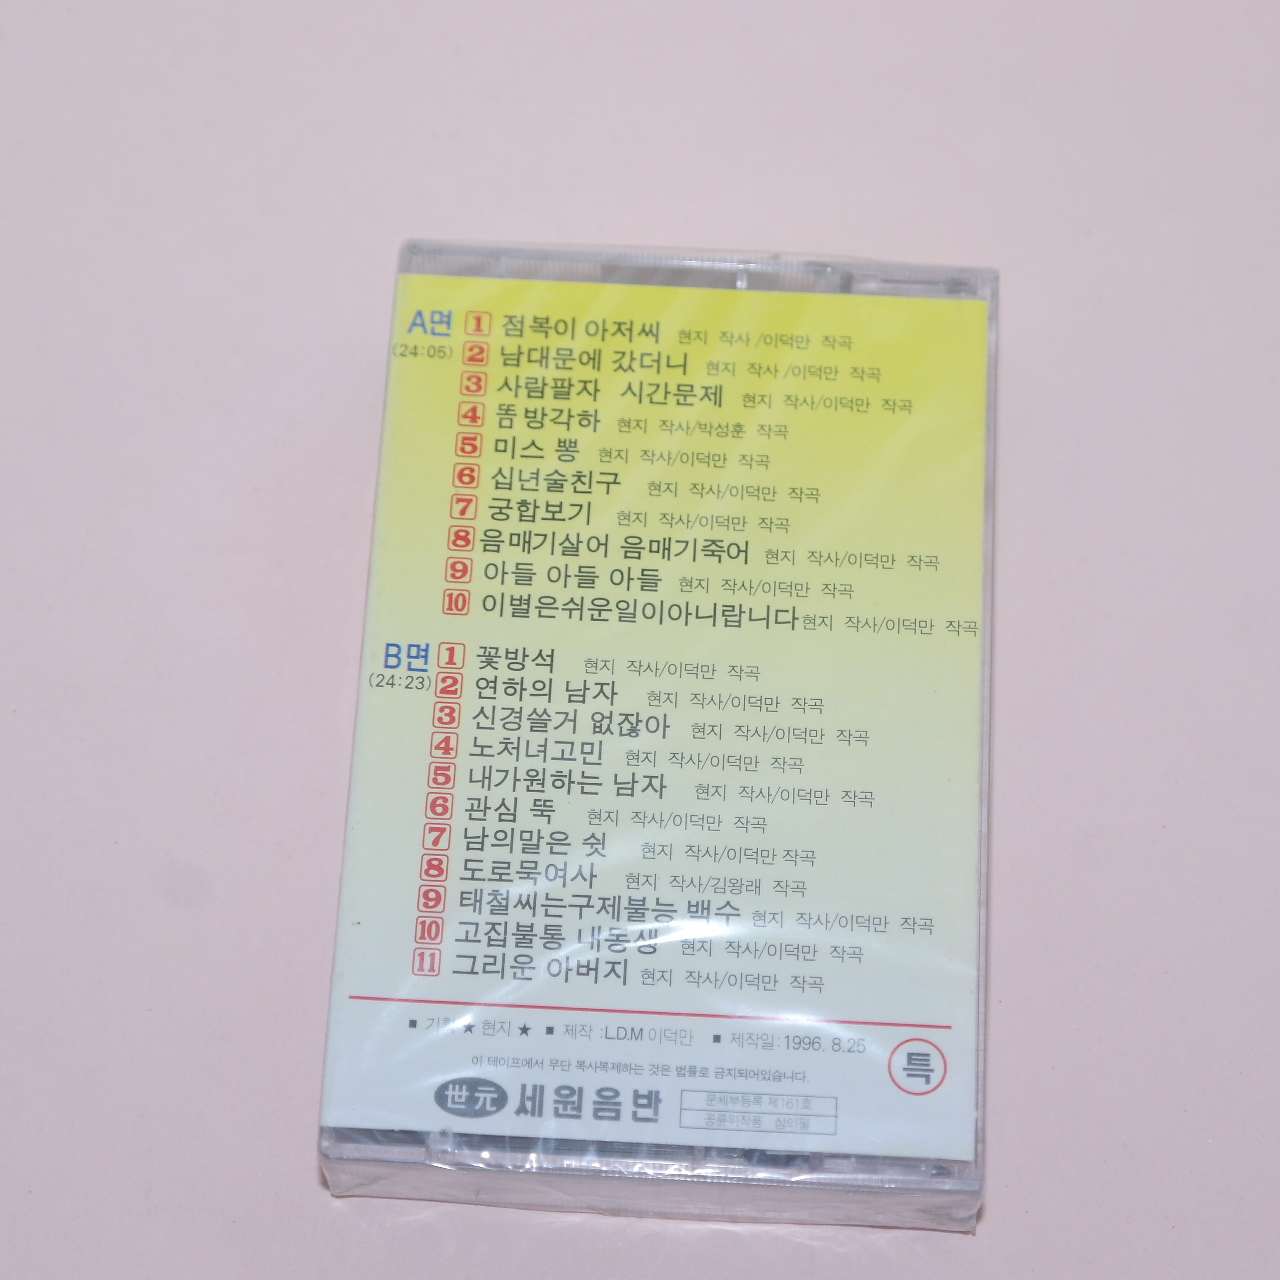 A면 1 점복이 아저씨 현지 작사 /이덕만 작곡
(24:05) 2 남대문에 갔더니 현지 작사 /이덕만 작곡
3 사람팔자 시간문제 현지 작사/이덕만 작곡
4 똠방각하 현지 작사/박성훈 작곡
5 미스 뽕 현지 작사/이덕만 작곡
6 십년술친구 현지 작사/이덕만 작곡
7 궁합보기 현지 작사/이덕만 작곡
8 음매기살어 음매기죽어 현지 작사/이덕만 작곡
9 아들 아들 아들 현지 작사/이덕만 작곡
10 이별은쉬운일이아니랍니다 현지 작사/이덕만 작곡
B면 1 꽃방석 현지 작사/이덕만 작곡
(24:23) 2 연하의 남자 현지 작사/이덕만 작곡
3 신경쓸거 없잖아 현지 작사/이덕만 작곡
4 노처녀고민 현지 작사/이덕만 작곡
5 내가원하는 남자 현지 작사/이덕만 작곡
6 관심 뚝 현지 작사/이덕만 작곡
7 남의말은 쉿 현지 작사/이덕만 작곡
8 도로묵여사 현지 작사/김왕래 작곡
9 태철씨는구제불능 백수 현지 작사/이덕만 작곡
10 고집불통 내동생 현지 작사/이덕만 작곡
11 그리운 아버지 현지 작사/이덕만 작곡
■ 기획 ★ 현지 ★ ■ 제작 :L.D.M 이덕만 ■ 제작일:1996. 8.25
특
이 테이프에서 무단 복사복제하는 것은 법률로 금지되어있습니다.
世元 세원음반
문체부등록 제161호
공륜위작품 심의필